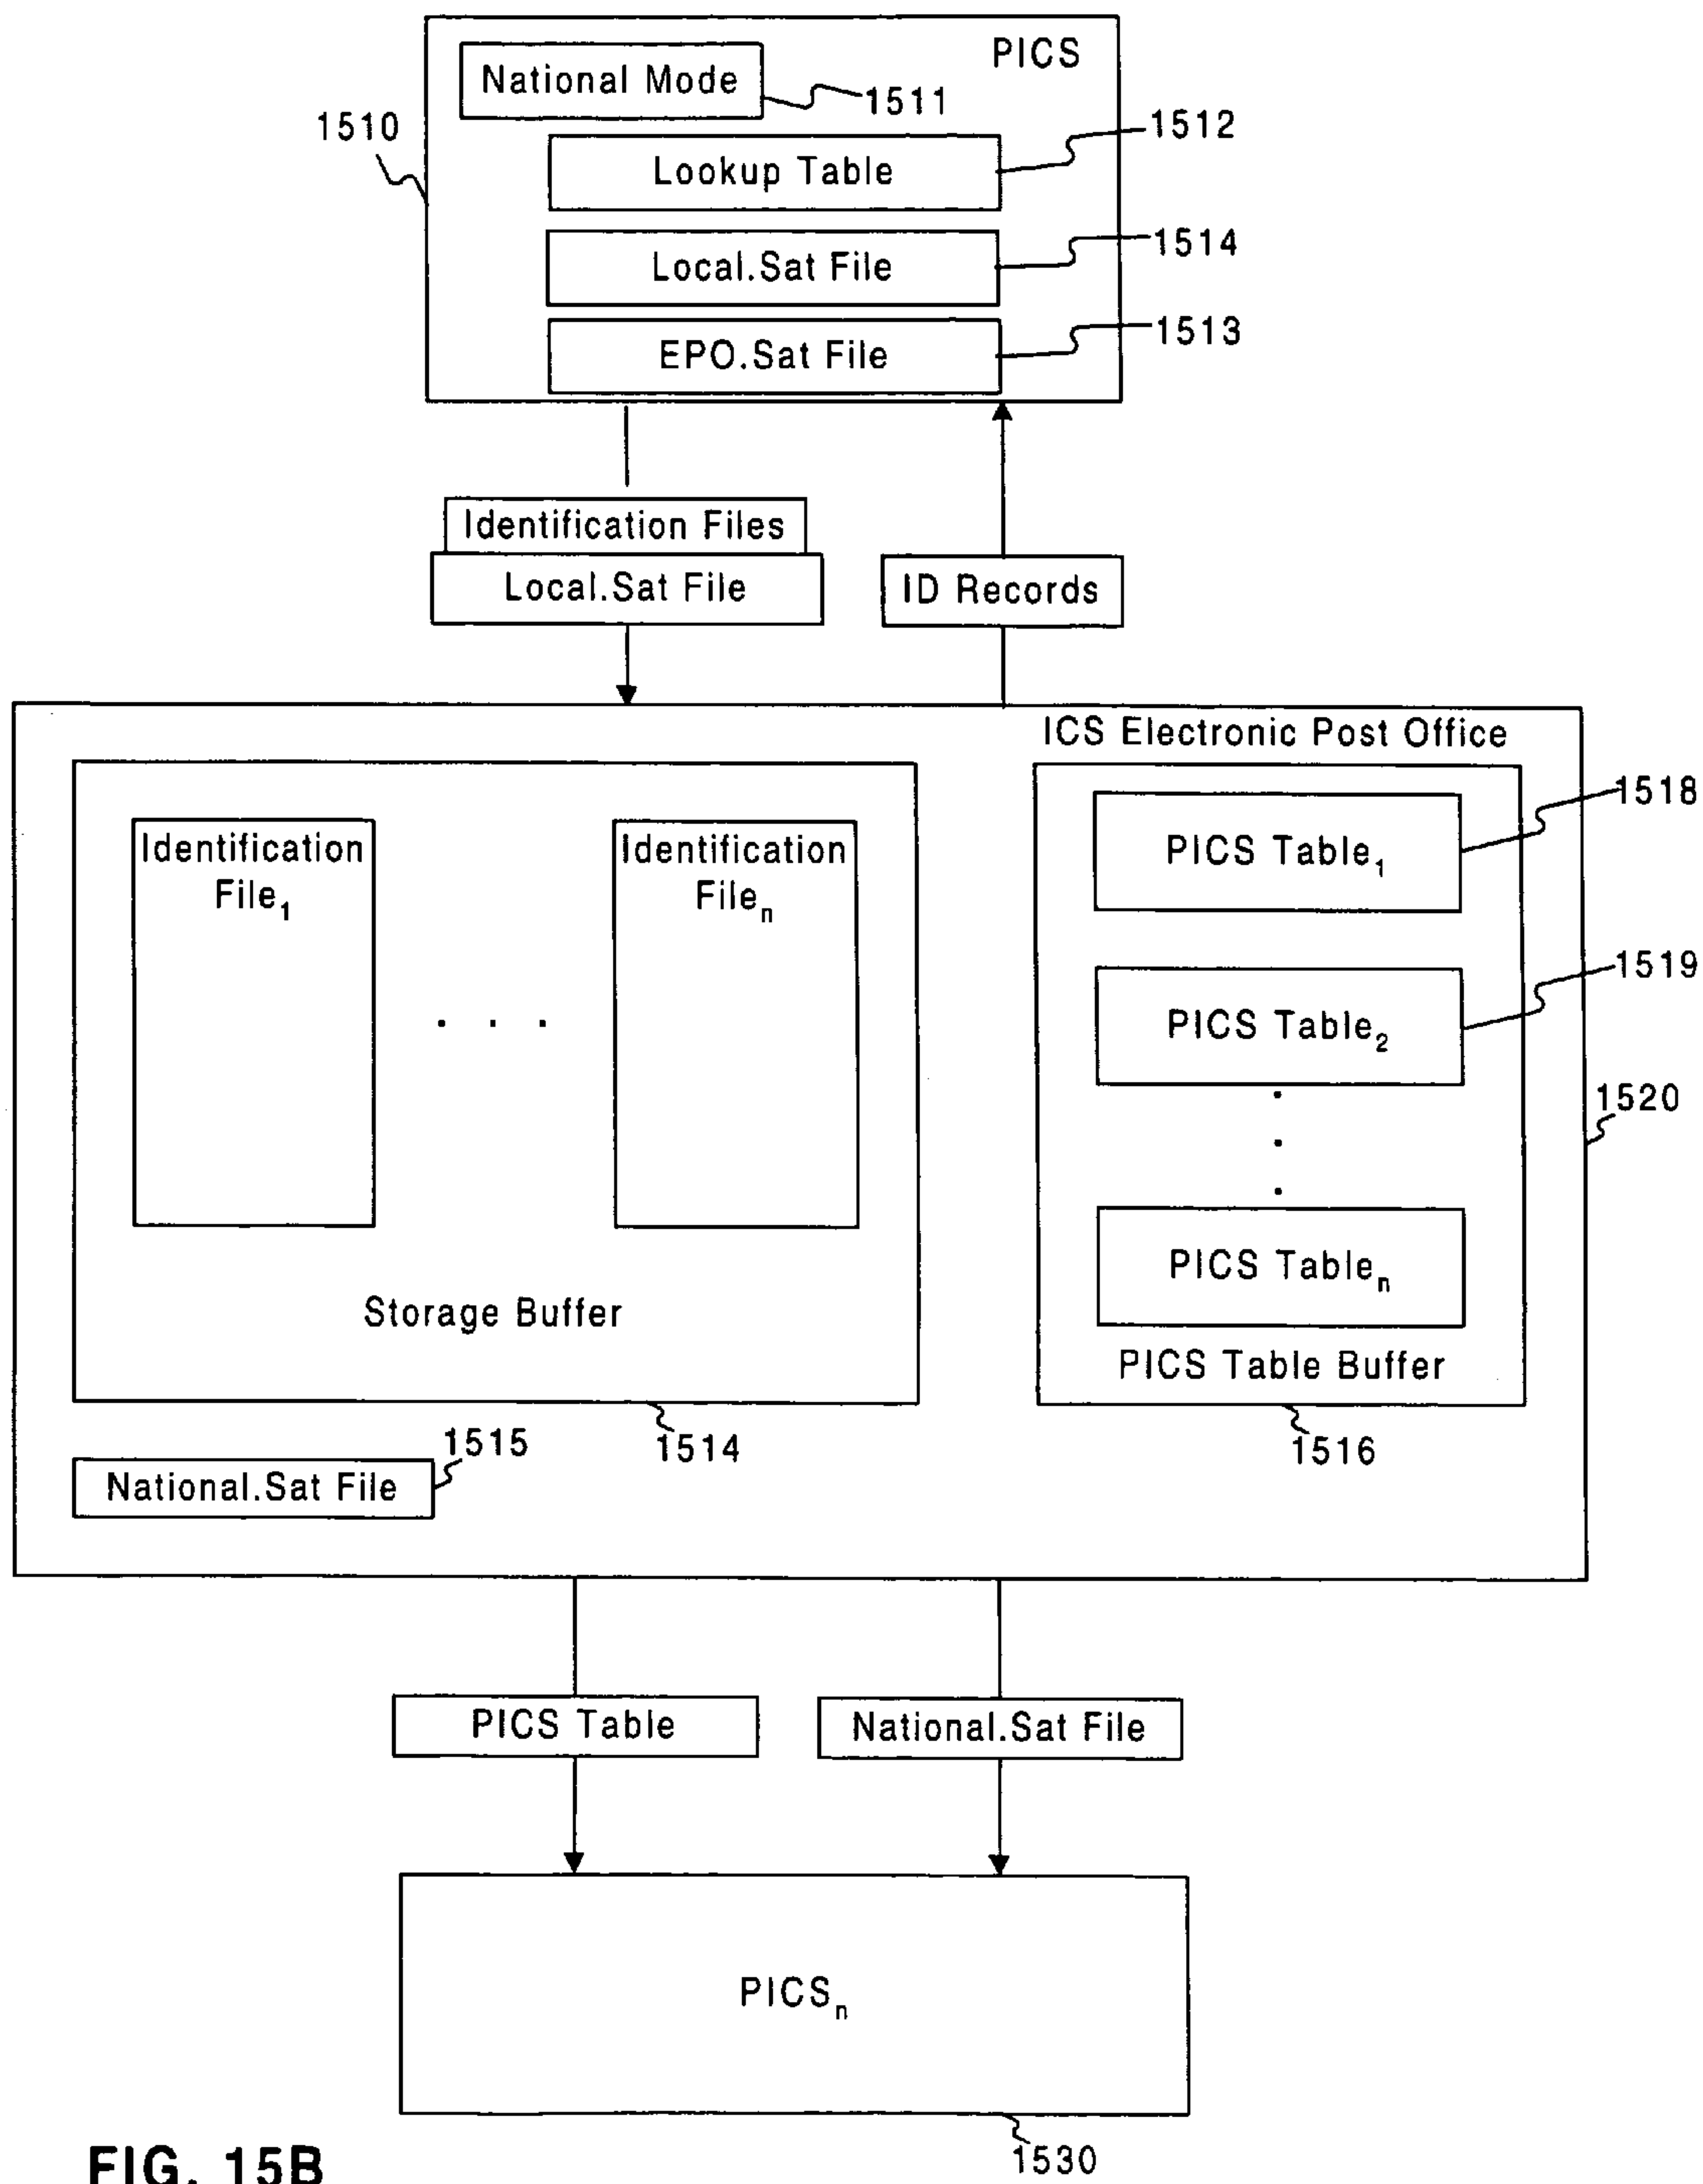 PICS
National Mode
1511
1510
1512
Lookup Table
1514
Local.Sat File
1513
EPO.Sat File
Identification Files
Local.Sat File
ID Records
ICS Electronic Post Office
1518
Identification
File1
Identification
Filen
PICS Table1
1519
PICS Table2
. . .
1520
.
.
.
PICS Tablen
Storage Buffer
PICS Table Buffer
1514
1516
1515
National.Sat File
PICS Table
National.Sat File
PICSn
1530
FIG. 15B